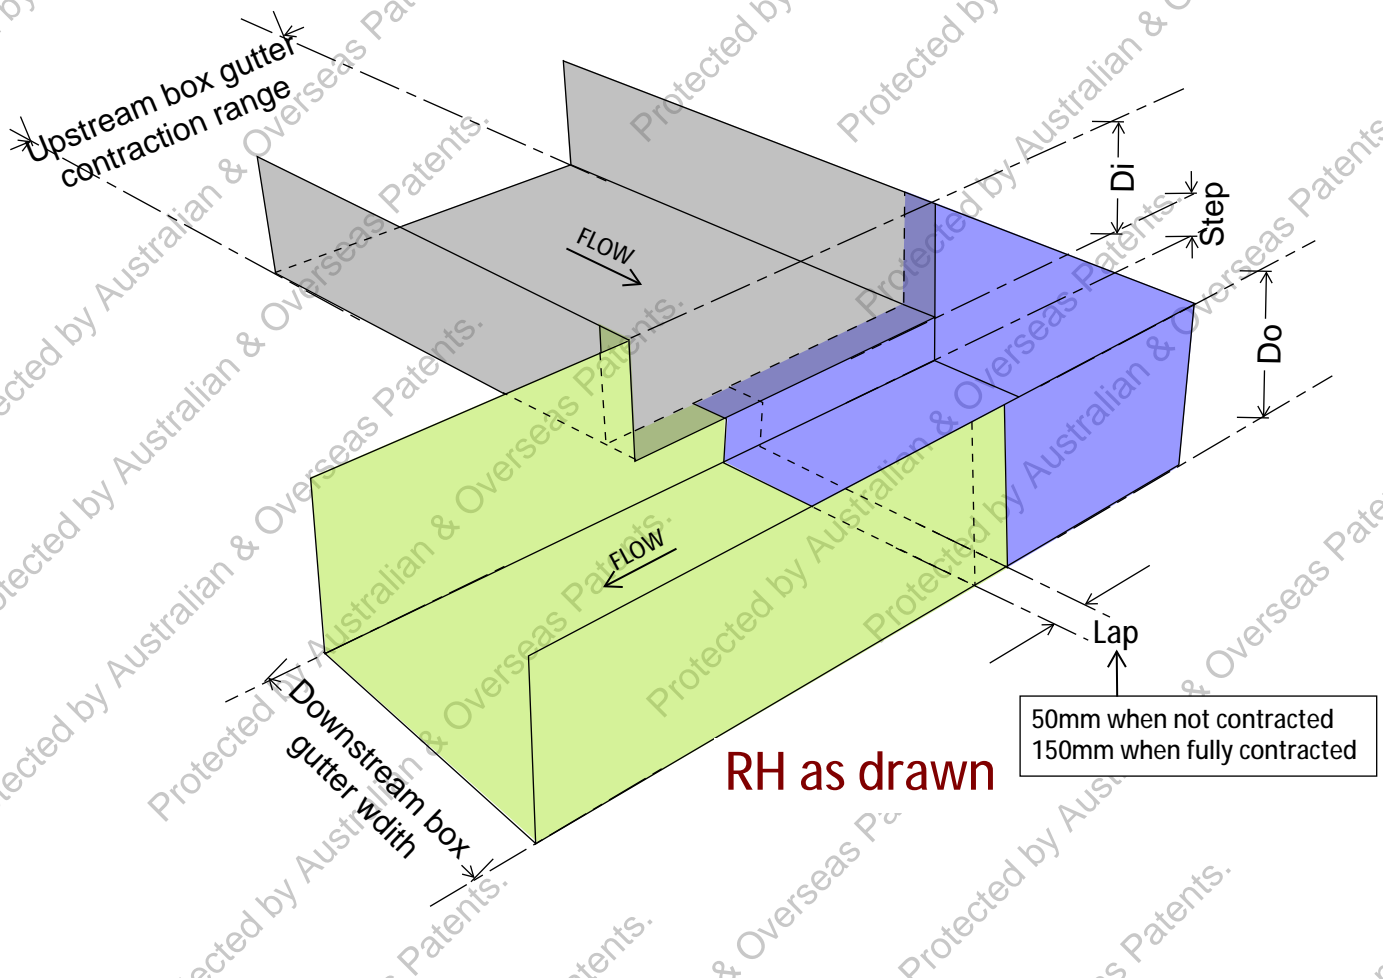 Upstream box gutter
contraction range
FLOW
Di
Step
Do
FLOW
Lap
50mm when not contracted
150mm when fully contracted
RH as drawn
Downstream box
gutter wdith
Protected by Australian & Overseas Patents.